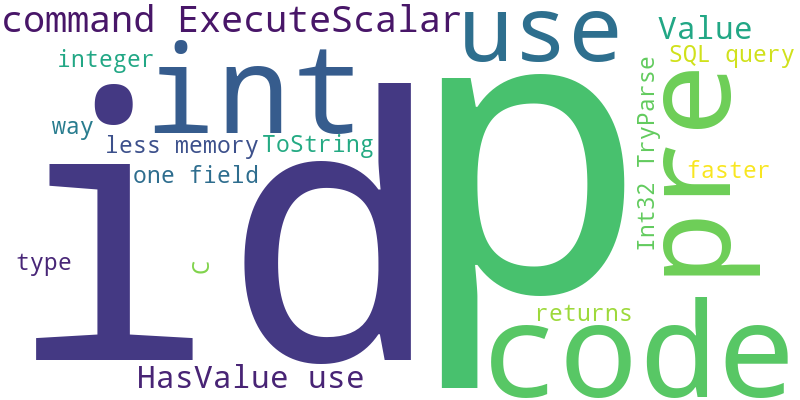 command ExecuteScalar
use
Value
integer
int
SQL query
way
less memory
ToString
Int32 TryParse
pre
one field
faster
id
p
type
c
returns
code
HasValue use